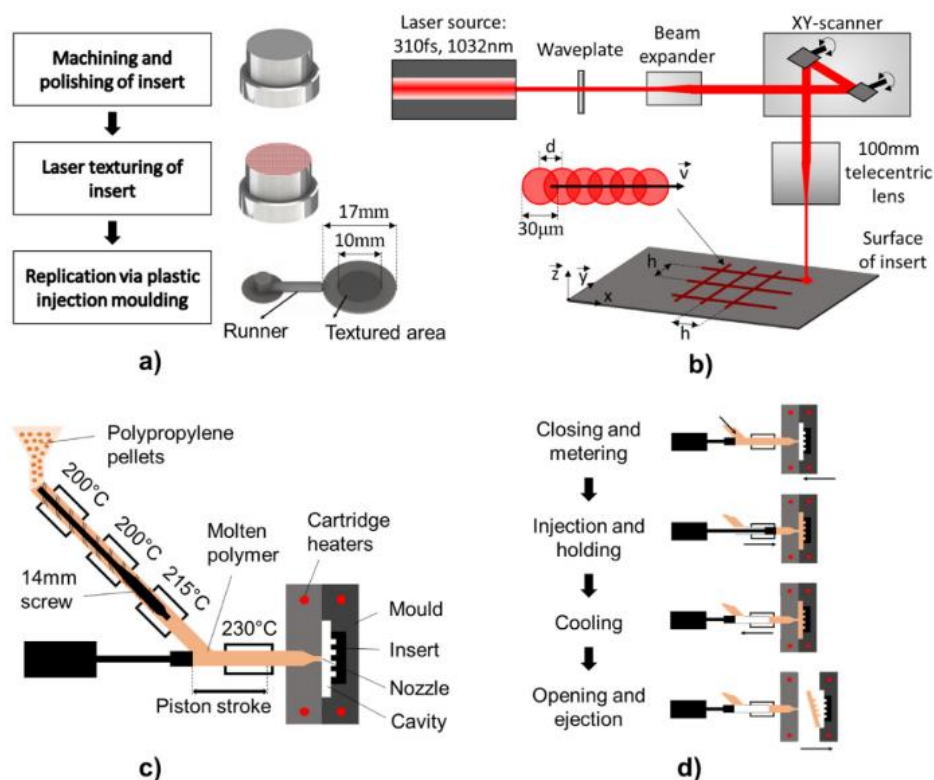 Machining and
polishing of insert
Laser texturing of
insert
Replication via plastic
injection moulding
17mm
10mm
Runner
Textured area
a)
Laser source:
310fs, 1032nm
Waveplate
Beam
expander
XY-scanner
100mm
telecentric
lens
d
v
30µm
Surface
of insert
h
z
y
x
h
b)
Polypropylene
pellets
200°C
200°C
215°C
14mm
screw
Molten
polymer
230°C
Piston stroke
Cartridge
heaters
Mould
Insert
Nozzle
Cavity
c)
Closing and
metering
Injection and
holding
Cooling
Opening and
ejection
d)